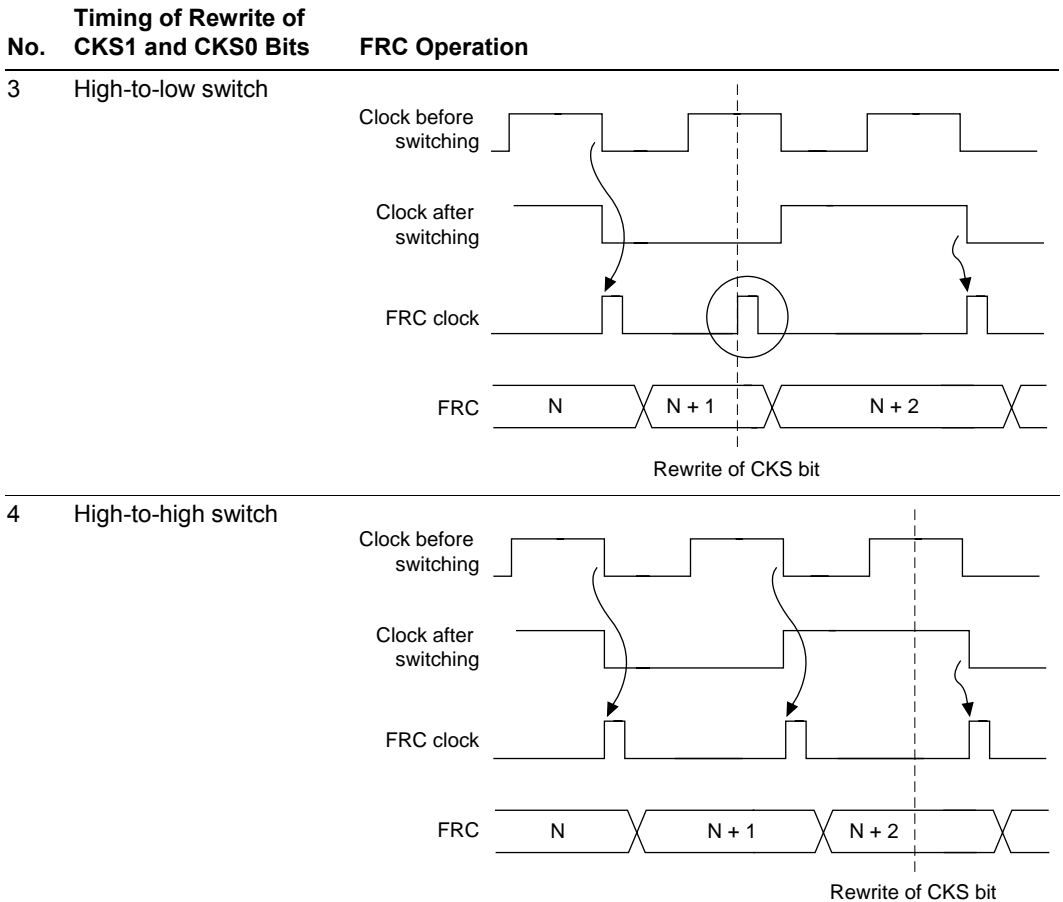 Timing of Rewrite of
No. CKS1 and CKS0 Bits FRC Operation
3 High-to-low switch
Clock before
switching
Clock after
switching
FRC clock
FRC N N + 1 N + 2
Rewrite of CKS bit
4 High-to-high switch
Clock before
switching
Clock after
switching
FRC clock
FRC N N + 1 N + 2
Rewrite of CKS bit